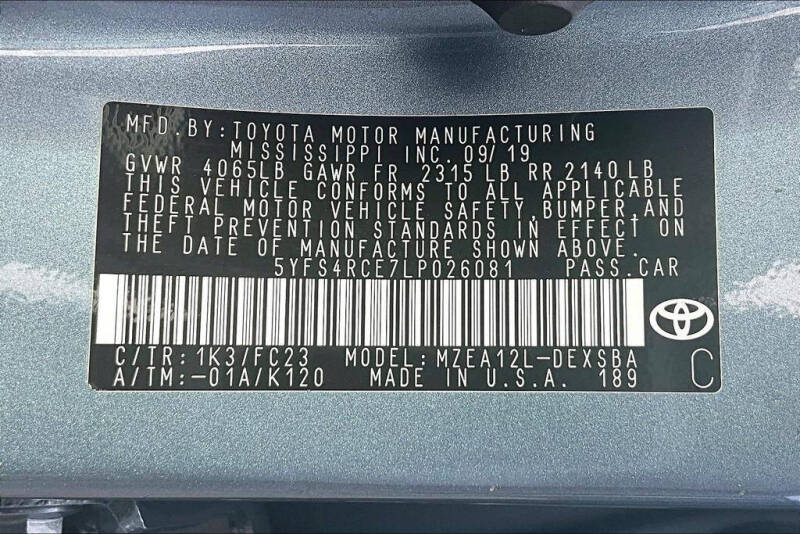 MFD.BY:TOYOTA MOTOR MANUFACTURING
MISSISSIPPI INC. 09/19
GVWR 4065LB GAWR FR 2315 LB RR 2140 LB
THIS VEHICLE CONFORMS TO ALL APPLICABLE
FEDERAL MOTOR VEHICLE SAFETY,BUMPER,AND
THEFT PREVENTION STANDARDS IN EFFECT ON
THE DATE OF MANUFACTURE SHOWN ABOVE.
5YFS4RCE7LP026081 PASS.CAR
C/TR:1K3/FC23 MODEL:MZEA12L-DEXSBA
A/TM:-01A/K120 MADE IN U.S.A. 189 C